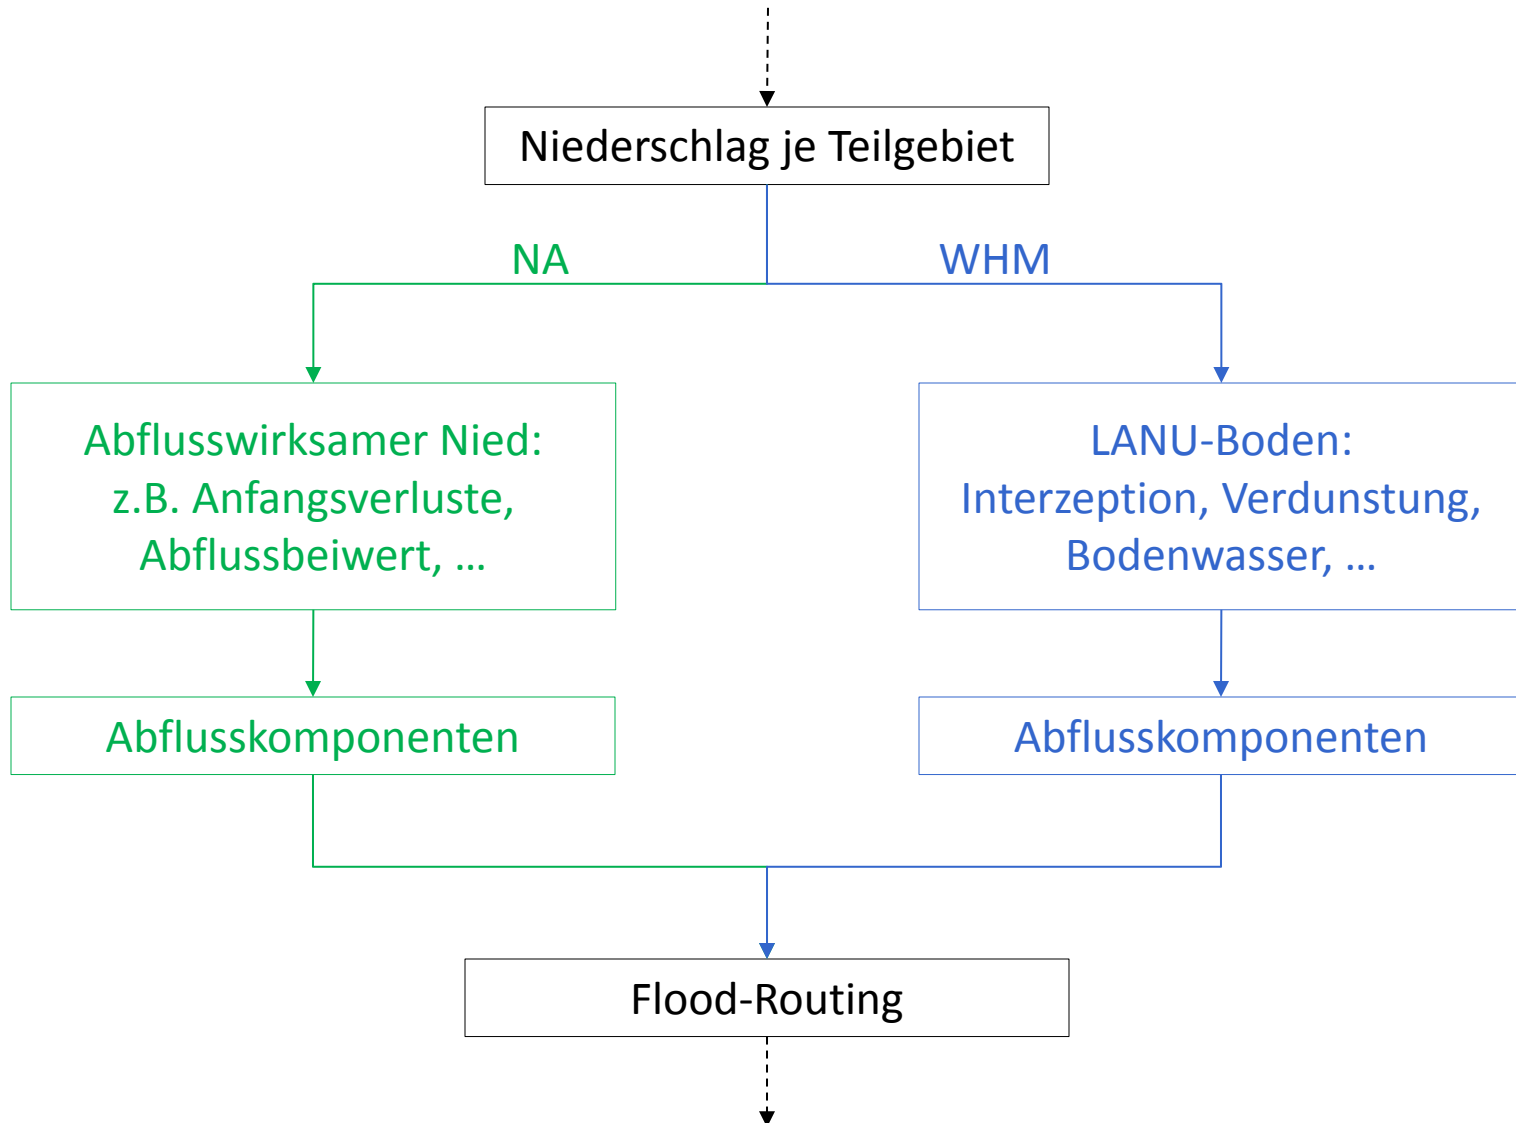 Niederschlag je Teilgebiet
NA
WHM
Abflusswirksamer Nied:
z.B. Anfangsverluste,
Abflussbeiwert, …
LANU-Boden:
Interzeption, Verdunstung,
Bodenwasser, …
Abflusskomponenten
Abflusskomponenten
Flood-Routing